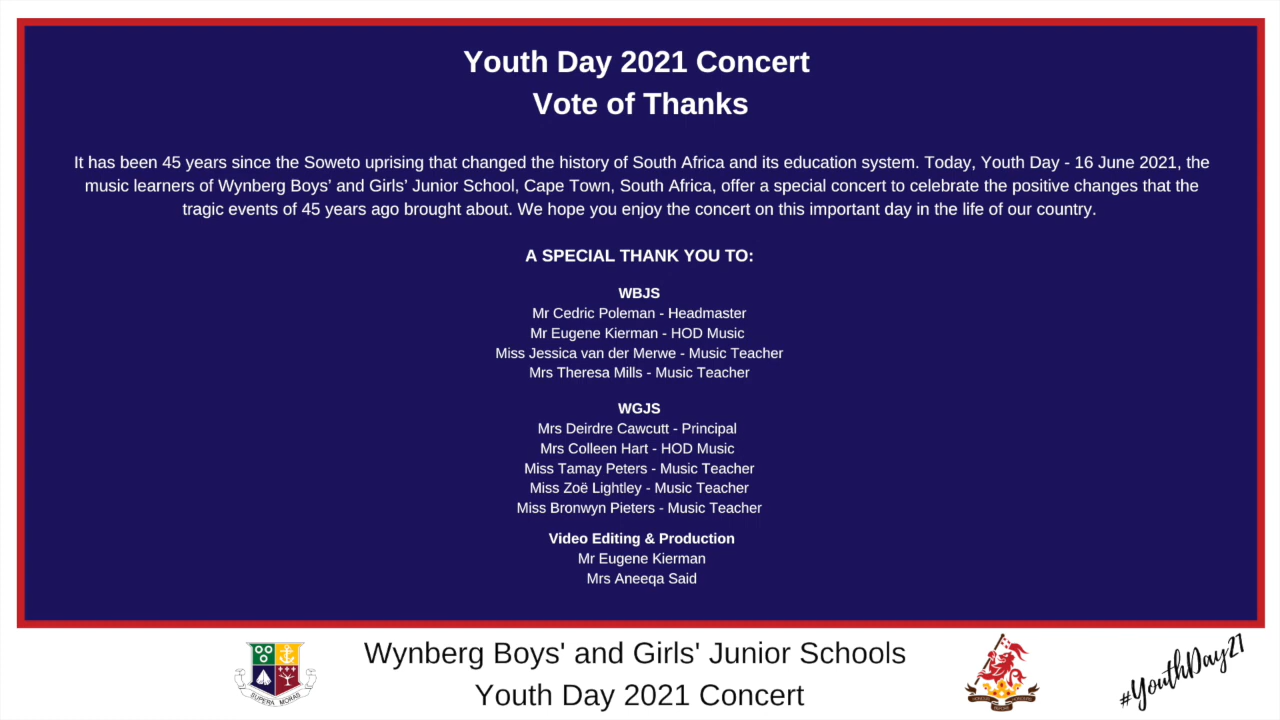 Youth Day 2021 Concert
Vote of Thanks
It has been 45 years since the Soweto uprising that changed the history of South Africa and its education system. Today, Youth Day - 16 June 2021, the
music learners of Wynberg Boys’ and Girls’ Junior School, Cape Town, South Africa, offer a special concert to celebrate the positive changes that the
tragic events of 45 years ago brought about. We hope you enjoy the concert on this important day in the life of our country.
A SPECIAL THANK YOU TO:
WBJS
Mr Cedric Poleman - Headmaster
Mr Eugene Kierman - HOD Music
Miss Jessica van der Merwe - Music Teacher
Mrs Theresa Mills - Music Teacher
WGJS
Mrs Deirdre Cawcutt - Principal
Mrs Colleen Hart - HOD Music
Miss Tamay Peters - Music Teacher
Miss Zoë Lightley - Music Teacher
Miss Bronwyn Pieters - Music Teacher
Video Editing & Production
Mr Eugene Kierman
Mrs Aneeqa Said
SUPERA MORAS
Wynberg Boys' and Girls' Junior Schools
Youth Day 2021 Concert
#YouthDay21